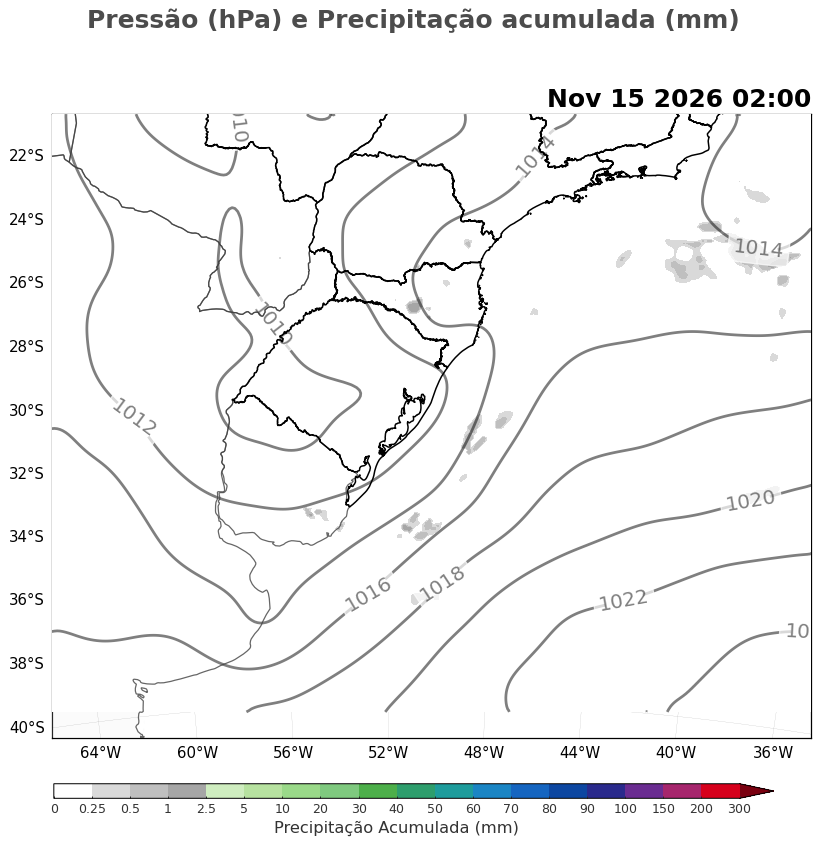 Pressão (hPa) e Precipitação acumulada (mm)
Nov 15 2026 02:00
22°S
24°S
26°S
28°S
30°S
32°S
34°S
36°S
38°S
40°S
10
1014
1014
1010
1012
1016
1018
1020
1022
10
64°W 60°W 56°W 52°W 48°W 44°W 40°W 36°W
0 0.25 0.5 1 2.5 5 10 20 30 40 50 60 70 80 90 100 150 200 300
Precipitação Acumulada (mm)